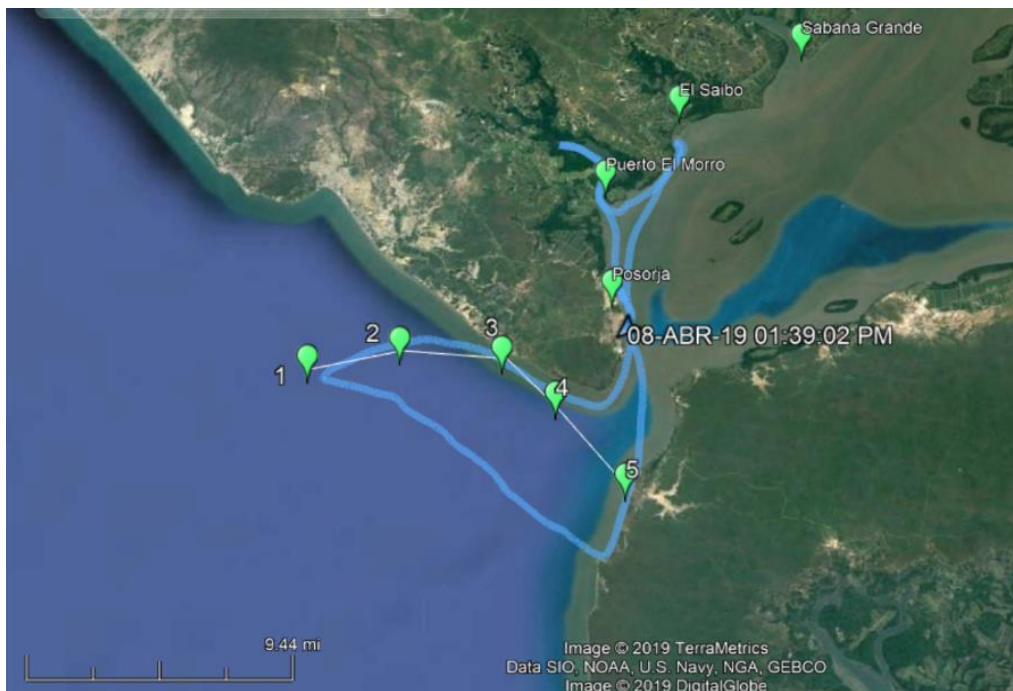 Sabana Grande
El Saibo
Puerto El Morro
Posorja
08-ABR-19 01:39:02 PM
1
2
3
4
5
9.44 mi
Image © 2019 TerraMetrics
Data SIO, NOAA, U.S. Navy, NGA, GEBCO
Image © 2019 DigitalGlobe